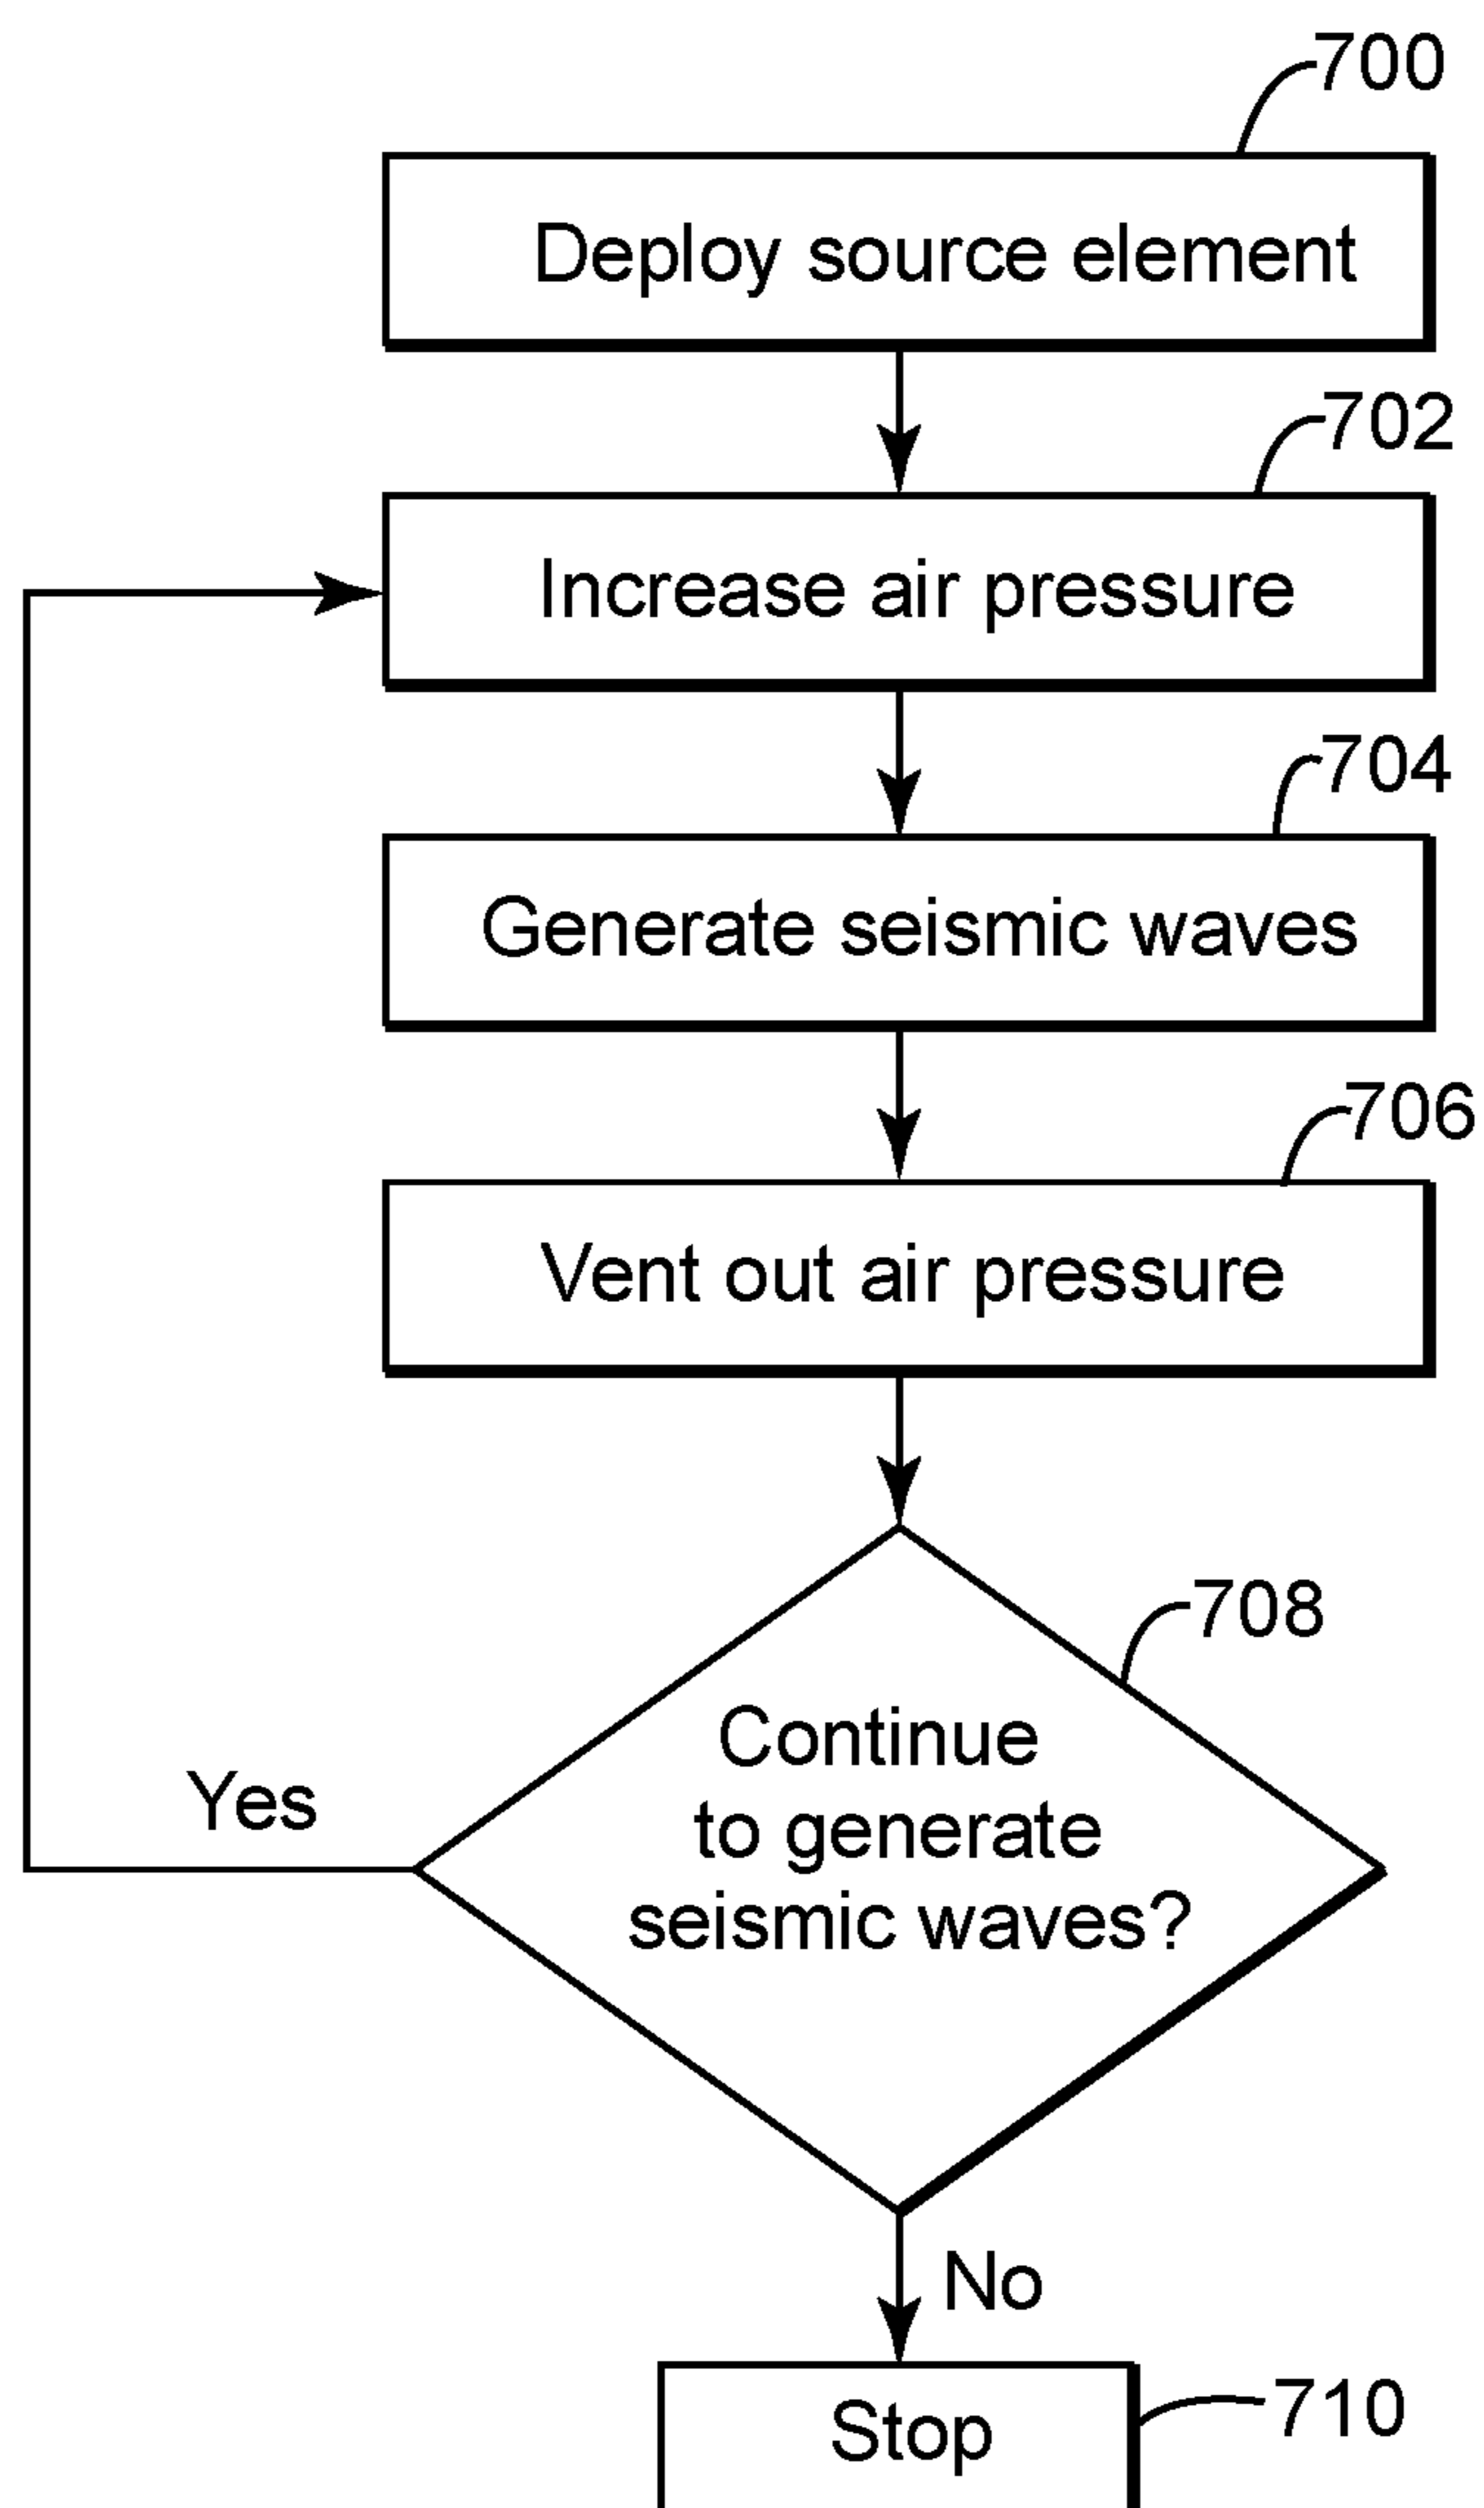 700
Deploy source element
702
Increase air pressure
704
Generate seismic waves
706
Vent out air pressure
708
Continue
to generate
seismic waves?
Yes
No
Stop
710